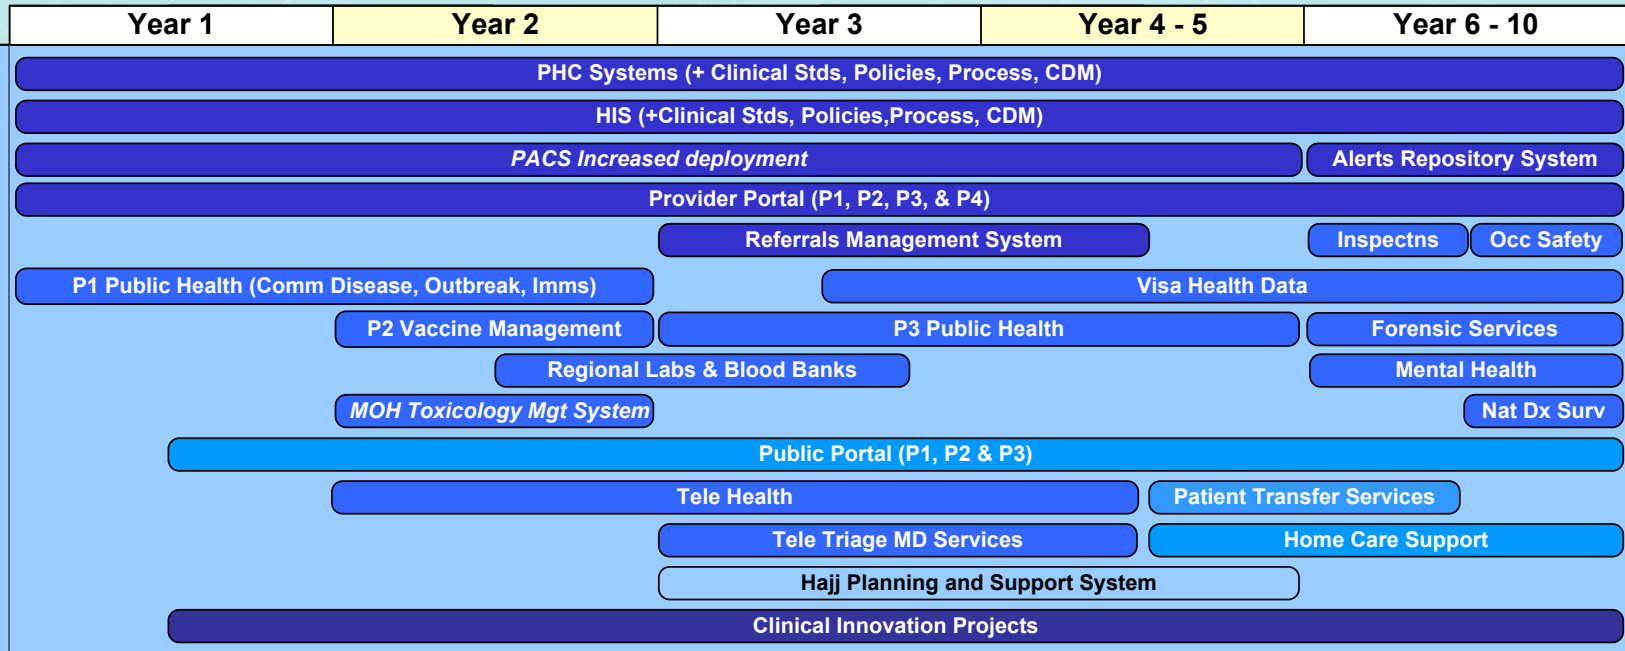 Year 1
Year 2
Year 3
Year 4 - 5
Year 6 - 10
PHC Systems (+ Clinical Stds, Policies, Process, CDM)
HIS (+Clinical Stds, Policies,Process, CDM)
PACS Increased deployment
Alerts Repository System
Provider Portal (P1, P2, P3, & P4)
Referrals Management System
Inspectns
Occ Safety
P1 Public Health (Comm Disease, Outbreak, Imms)
Visa Health Data
P2 Vaccine Management
P3 Public Health
Forensic Services
Regional Labs & Blood Banks
Mental Health
MOH Toxicology Mgt System
Nat Dx Surv
Public Portal (P1, P2 & P3)
Tele Health
Patient Transfer Services
Tele Triage MD Services
Home Care Support
Hajj Planning and Support System
Clinical Innovation Projects